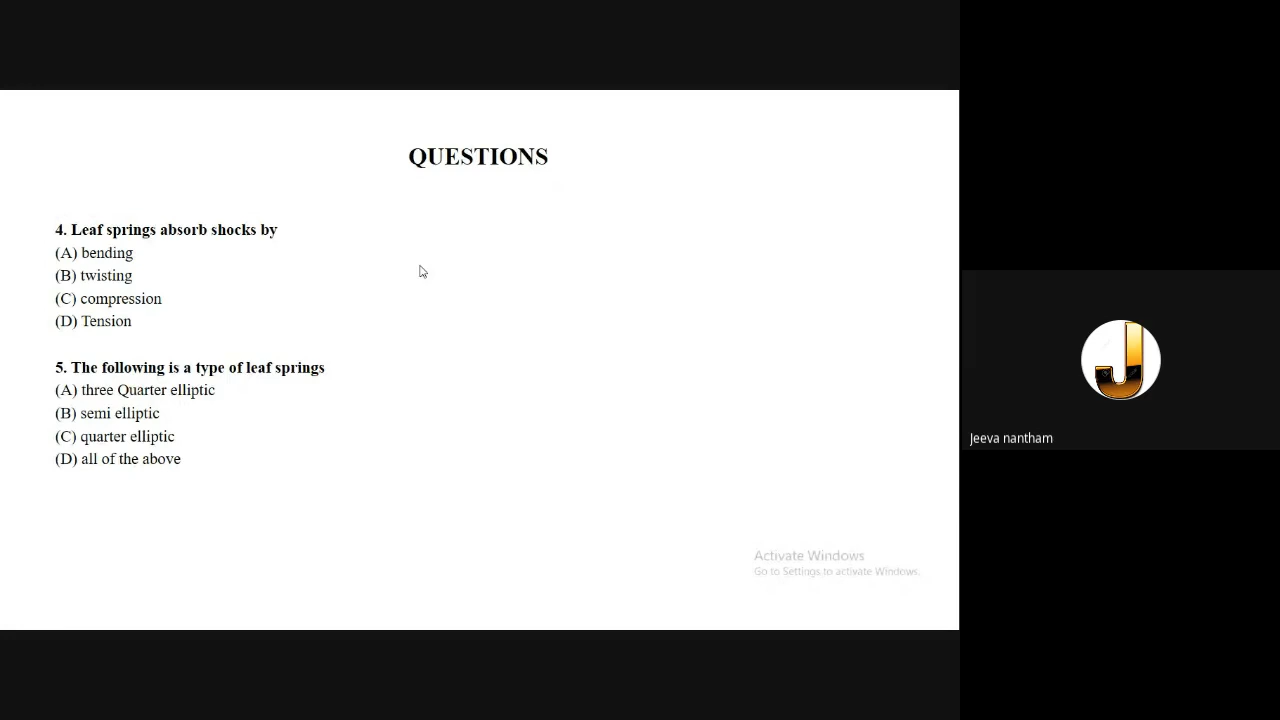 QUESTIONS
4. Leaf springs absorb shocks by
(A) bending
(B) twisting
(C) compression
(D) Tension
5. The following is a type of leaf springs
(A) three Quarter elliptic
(B) semi elliptic
(C) quarter elliptic
(D) all of the above
Activate Windows
Go to Settings to activate Windows.
J
Jeeva nantham